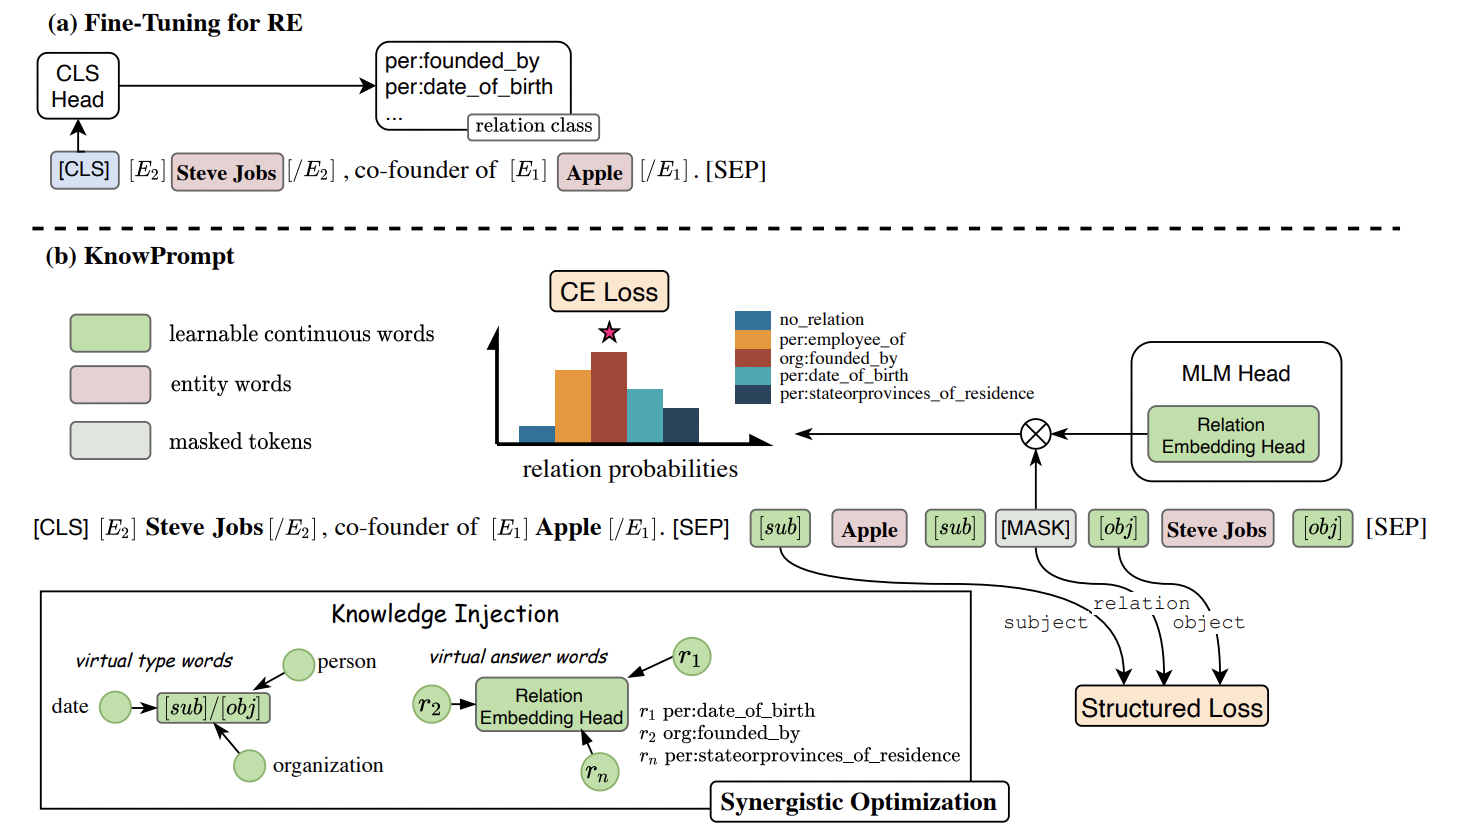 (a) Fine-Tuning for RE
CLS
Head
per:founded_by
per:date_of_birth
...
relation class
[CLS] [E2] Steve Jobs [/E2] , co-founder of [E1] Apple [/E1] . [SEP]
(b) KnowPrompt
learnable continuous words
entity words
masked tokens
CE Loss
relation probabilities
no_relation
per:employee_of
org:founded_by
per:date_of_birth
per:stateorprovinces_of_residence
MLM Head
Relation
Embedding Head
[CLS] [E2] Steve Jobs [/E2] , co-founder of [E1] Apple [/E1] . [SEP] [sub] Apple [sub] [MASK] [obj] Steve Jobs [obj] [SEP]
subject
relation
object
Structured Loss
Knowledge Injection
virtual type words
person
date
[sub]/[obj]
organization
virtual answer words
r1
r2
Relation
Embedding Head
rn
r1 per:date_of_birth
r2 org:founded_by
rn per:stateorprovinces_of_residence
Synergistic Optimization